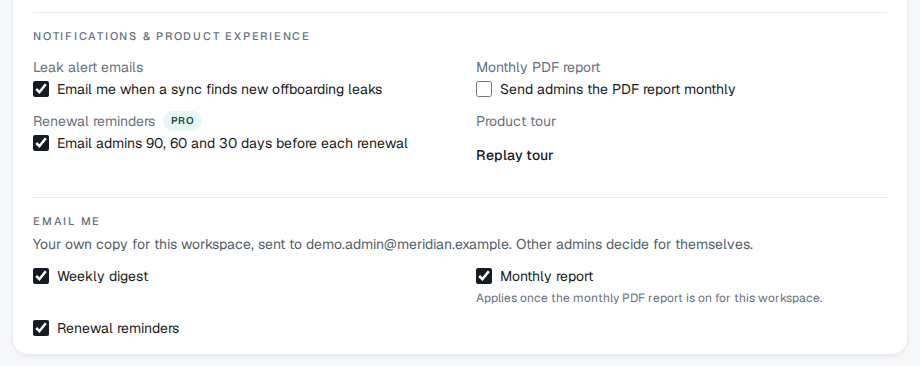 NOTIFICATIONS & PRODUCT EXPERIENCE
Leak alert emails
Email me when a sync finds new offboarding leaks
Monthly PDF report
Send admins the PDF report monthly
Renewal reminders PRO
Email admins 90, 60 and 30 days before each renewal
Product tour
Replay tour
EMAIL ME
Your own copy for this workspace, sent to demo.admin@meridian.example. Other admins decide for themselves.
Weekly digest
Monthly report
Applies once the monthly PDF report is on for this workspace.
Renewal reminders